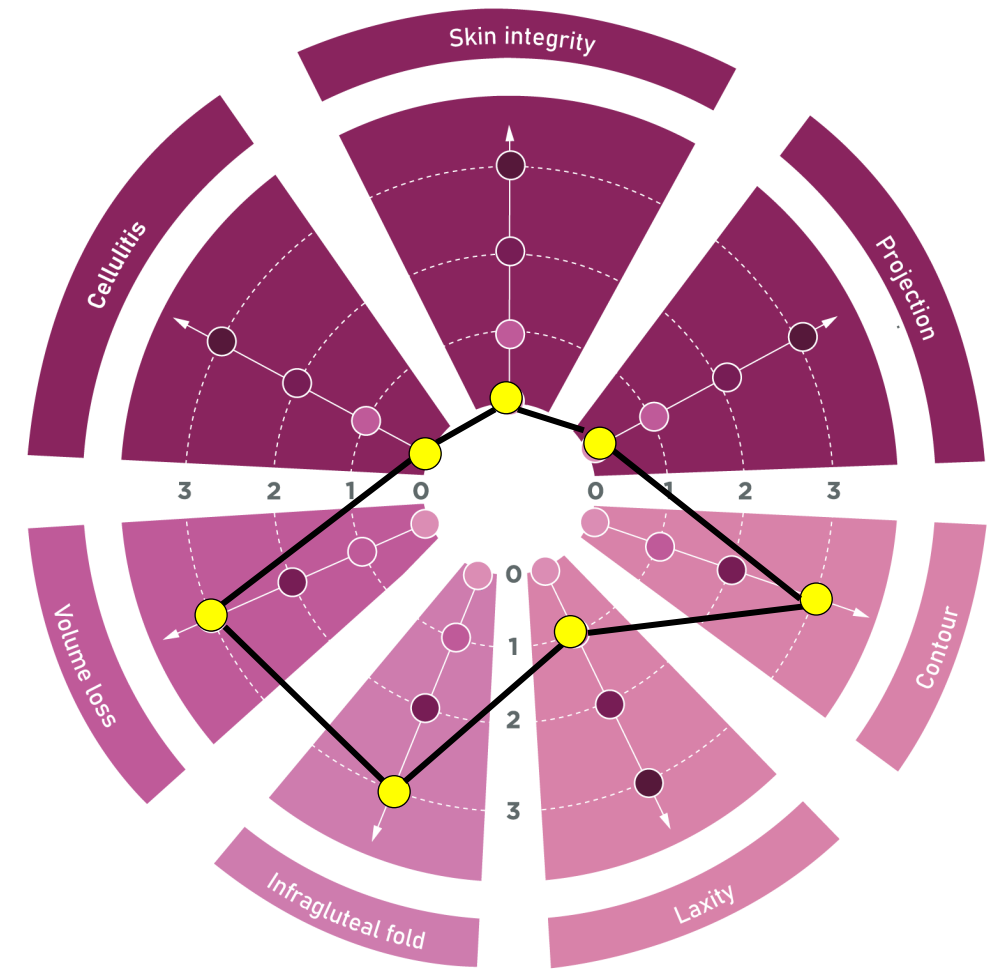 Skin integrity
Cellulitis
Projection
3 2 1 0
0 1 2 3
0
1
2
3
Volume loss
Contour
Infragluteal fold
Laxity